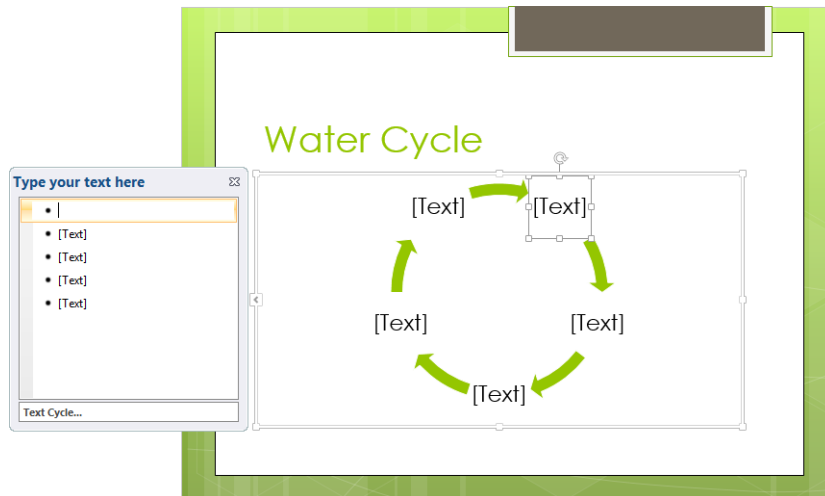 Water Cycle
Type your text here
[Text]
[Text]
[Text]
[Text]
Text Cycle...
[Text]
[Text]
[Text]
[Text]
[Text]